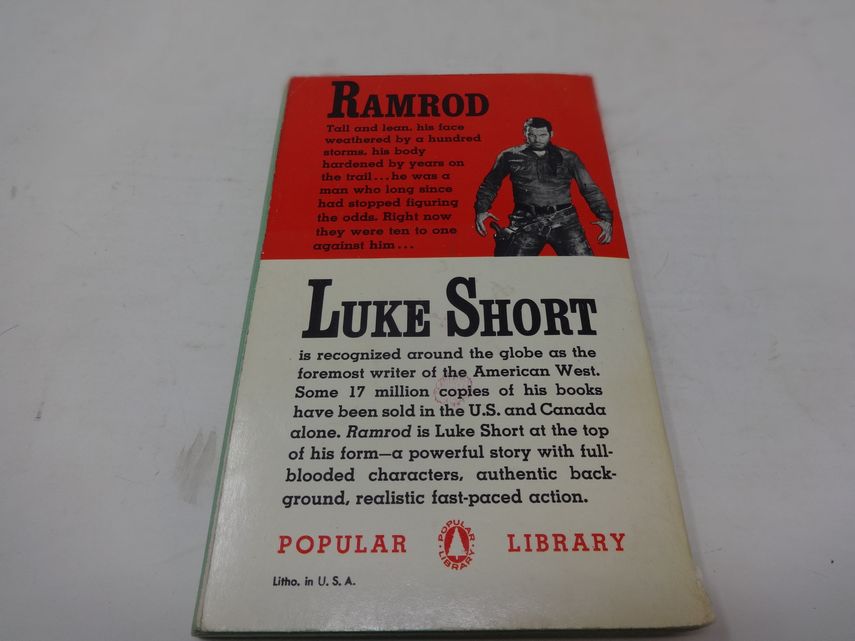 RAMROD
Tall and lean, his face
weathered by a hundred
storms, his body
hardened by years on
the trail...he was a
man who long since
had stopped figuring
the odds. Right now
they were ten to one
against him...
LUKE SHORT
is recognized around the globe as the
foremost writer of the American West.
Some 17 million copies of his books
have been sold in the U.S. and Canada
alone. Ramrod is Luke Short at the top
of his form—a powerful story with full-
blooded characters, authentic back-
ground, realistic fast-paced action.
POPULAR POPULAR LIBRARY LIBRARY
Litho. in U. S. A.